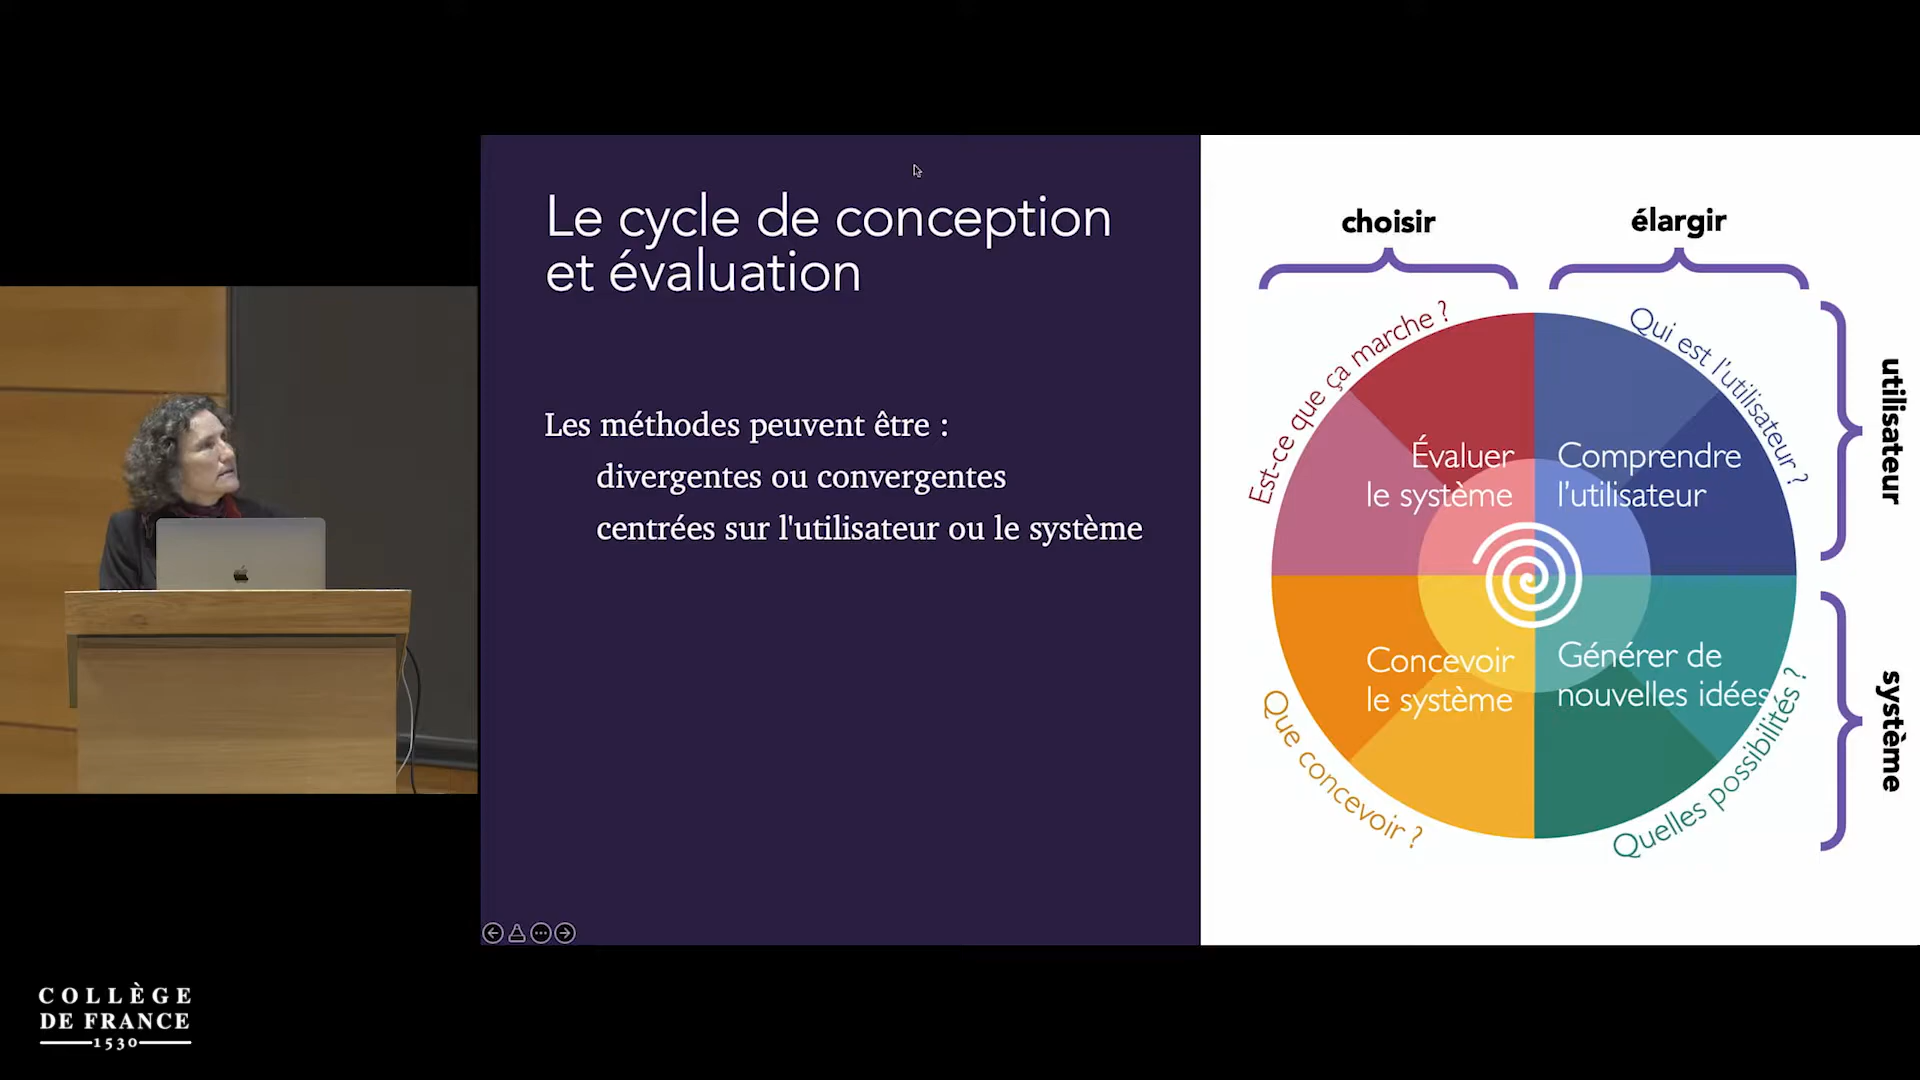 Le cycle de conception
et évaluation
Les méthodes peuvent être :
divergentes ou convergentes
centrées sur l'utilisateur ou le système
choisir
élargir
Est-ce que ça marche ?
Qui est l'utilisateur ?
utilisateur
Évaluer
le système
Comprendre
l'utilisateur
Concevoir
le système
Générer de
nouvelles idées
système
Que concevoir ?
Quelles possibilités ?
COLLÈGE
DE FRANCE
1530